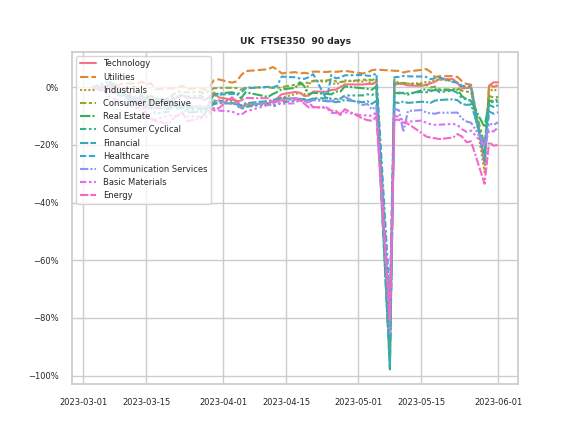 UK FTSE350 90 days
Technology
Utilities
Industrials
Consumer Defensive
Real Estate
Consumer Cyclical
Financial
Healthcare
Communication Services
Basic Materials
Energy
0%
−20%
−40%
−60%
−80%
−100%
2023-03-01 2023-03-15 2023-04-01 2023-04-15 2023-05-01 2023-05-15 2023-06-01